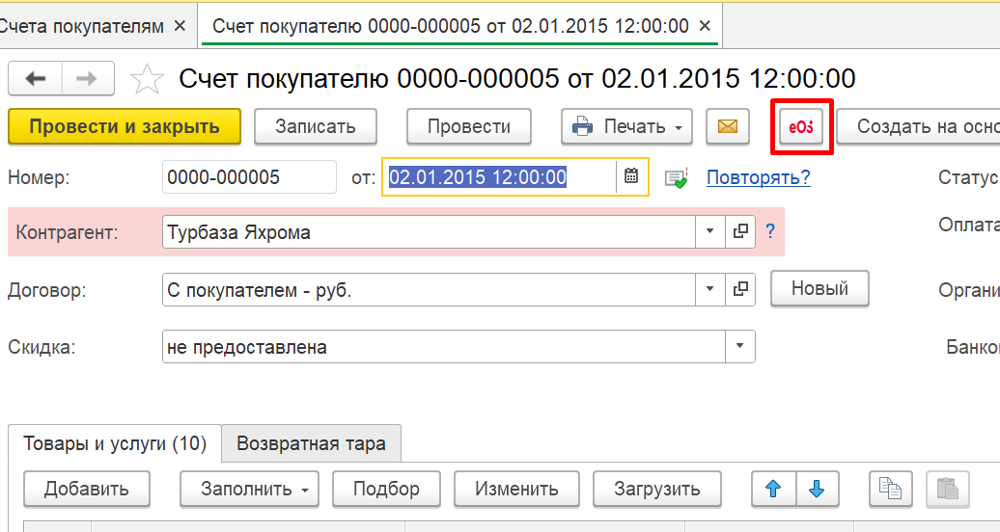 Счета покупателям ×
Счет покупателю 0000-000005 от 02.01.2015 12:00:00 ×
Счет покупателю 0000-000005 от 02.01.2015 12:00:00
Провести и закрыть Записать Провести Печать Создать на осно
Номер: 0000-000005 от: 02.01.2015 12:00:00 Повторять? Статус
Контрагент: Турбаза Яхрома ? Оплата
Договор: С покупателем - руб. Новый Органи
Скидка: не предоставлена Банко
Товары и услуги (10) Возвратная тара
Добавить Заполнить Подбор Изменить Загрузить